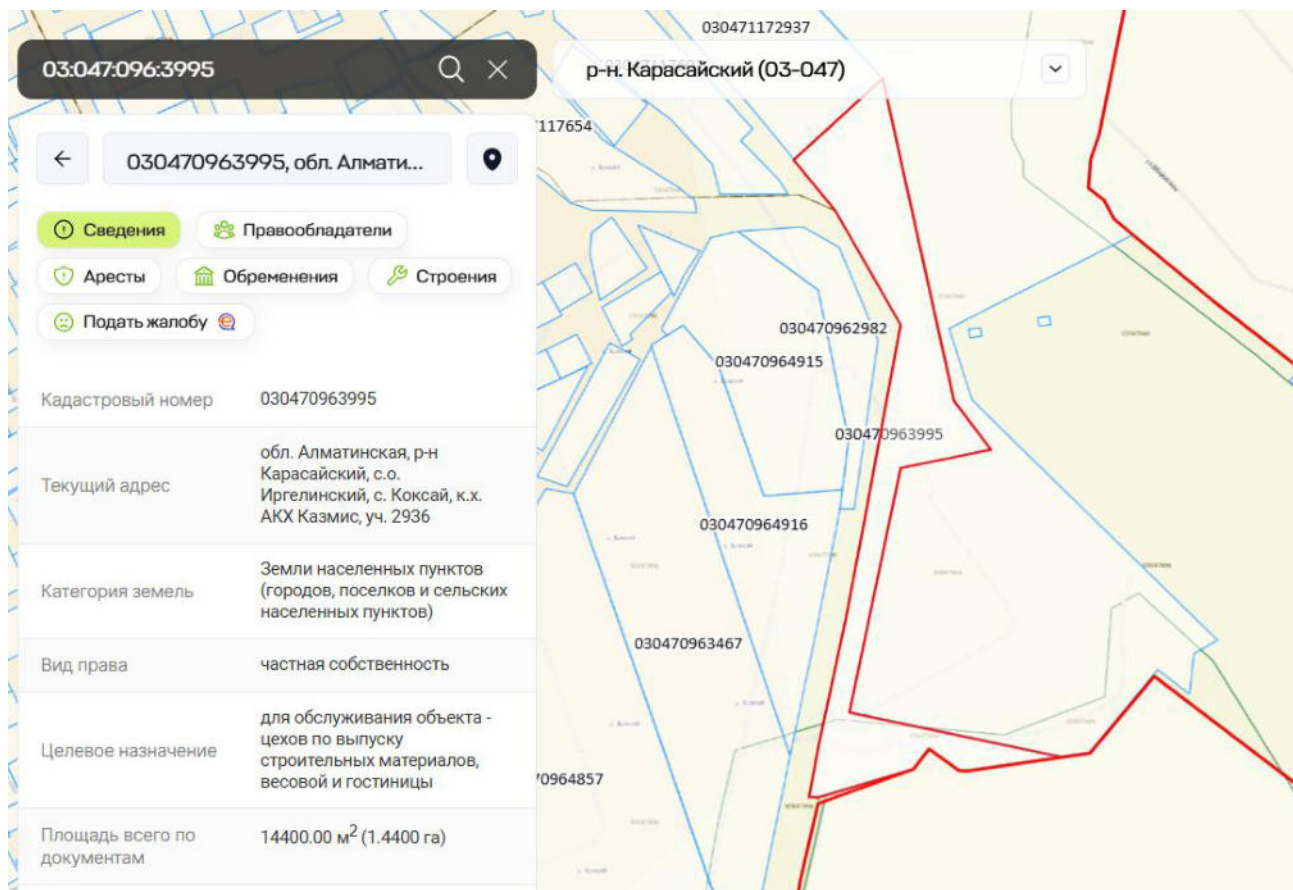 03:047:096:3995
р-н. Карасайский (03-047)
030470963995, обл. Алмати...
Сведения
Правообладатели
Аресты
Обременения
Строения
Подать жалобу
Кадастровый номер
030470963995
Текущий адрес
обл. Алматинская, р-н
Карасайский, с.о.
Иргелинский, с. Коксай, к.х.
АКХ Казмис, уч. 2936
Категория земель
Земли населенных пунктов
(городов, поселков и сельских
населенных пунктов)
Вид права
частная собственность
Целевое назначение
для обслуживания объекта -
цехов по выпуску
строительных материалов,
весовой и гостиницы
Площадь всего по
документам
14400.00 м² (1.4400 га)
030471172937
117654
030470962982
030470964915
030470963995
030470964916
030470963467
70964857